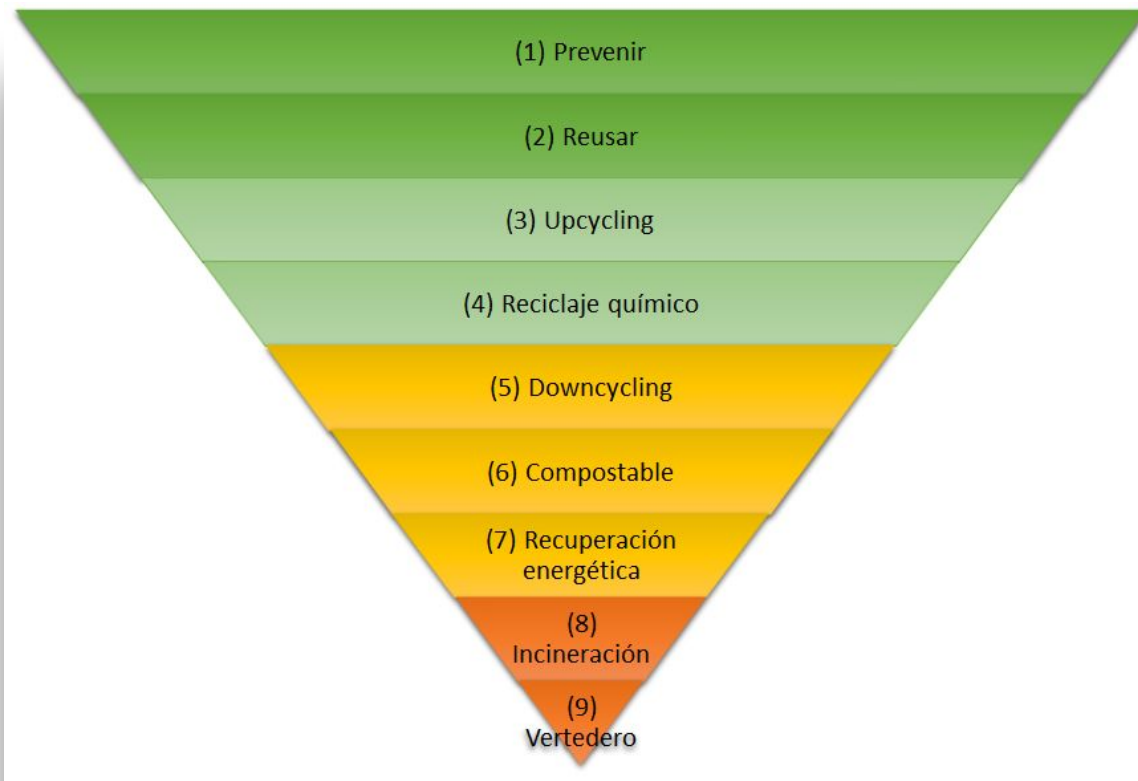 (1) Prevenir
(2) Reusar
(3) Upcycling
(4) Reciclaje químico
(5) Downcycling
(6) Compostable
(7) Recuperación
energética
(8)
Incineración
(9)
Vertedero